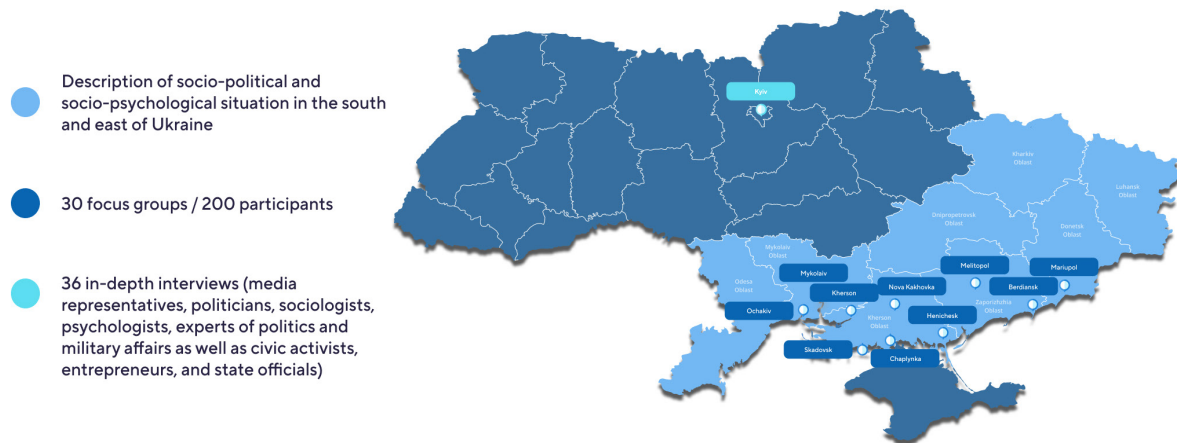 Description of socio-political and
socio-psychological situation in the south
and east of Ukraine
30 focus groups / 200 participants
36 in-depth interviews (media
representatives, politicians, sociologists,
psychologists, experts of politics and
military affairs as well as civic activists,
entrepreneurs, and state officials)
Kyiv
Kharkiv
Oblast
Luhansk
Oblast
Dnipropetrovsk
Oblast
Donetsk
Oblast
Mykolaiv
Oblast
Odesa
Oblast
Mykolaiv
Melitopol
Mariupol
Kherson
Nova Kakhovka
Berdiansk
Zaporizhzhia
Oblast
Ochakiv
Kherson
Oblast
Henichesk
Skadovsk
Chaplynka